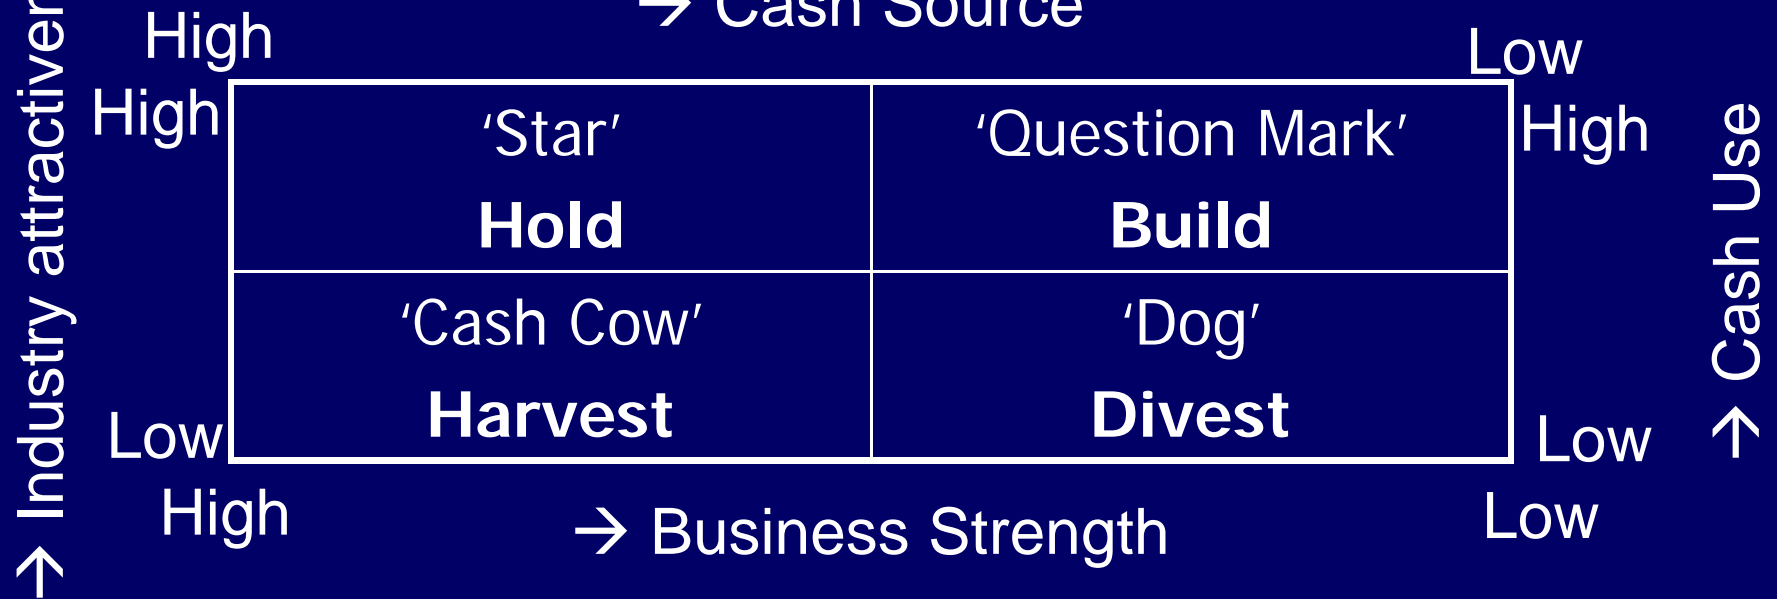 → Cash Source
High Low
High 'Star' 'Question Mark' High
Hold Build
'Cash Cow' 'Dog'
Harvest Divest
Low Low
High → Business Strength Low
→ Industry
→ Cash Use